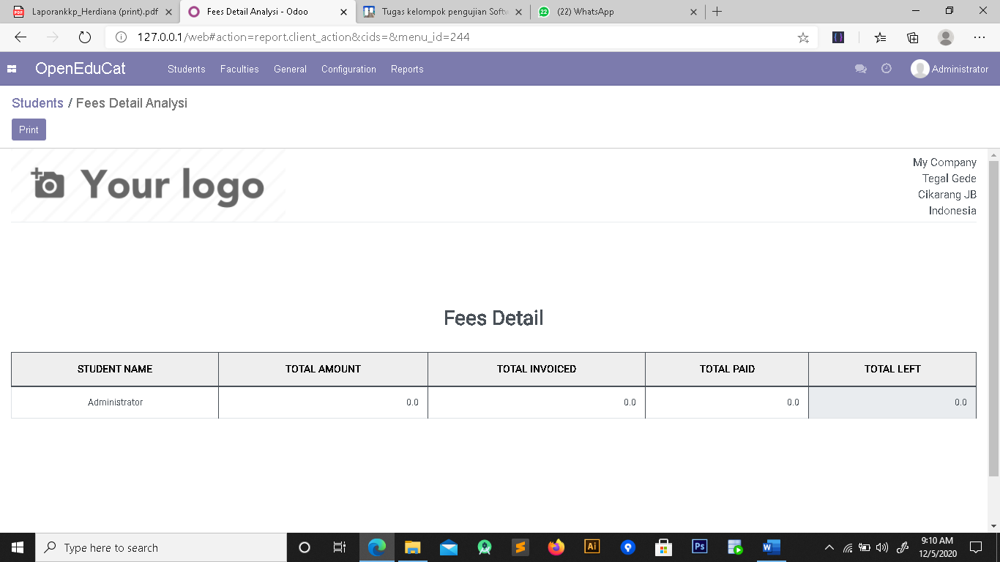 Laporankkp_Herdiana (print).pdf
Fees Detail Analysi - Odoo
Tugas kelompok pengujian Softw
(22) WhatsApp
127.0.0.1/web#action=report.client_action&cids=&menu_id=244
OpenEduCat Students Faculties General Configuration Reports Administrator
Students / Fees Detail Analysi
Print
Your logo
My Company
Tegal Gede
Cikarang JB
Indonesia
Fees Detail
STUDENT NAME TOTAL AMOUNT TOTAL INVOICED TOTAL PAID TOTAL LEFT
Administrator 0.0 0.0 0.0 0.0
Type here to search
9:10 AM
12/5/2020